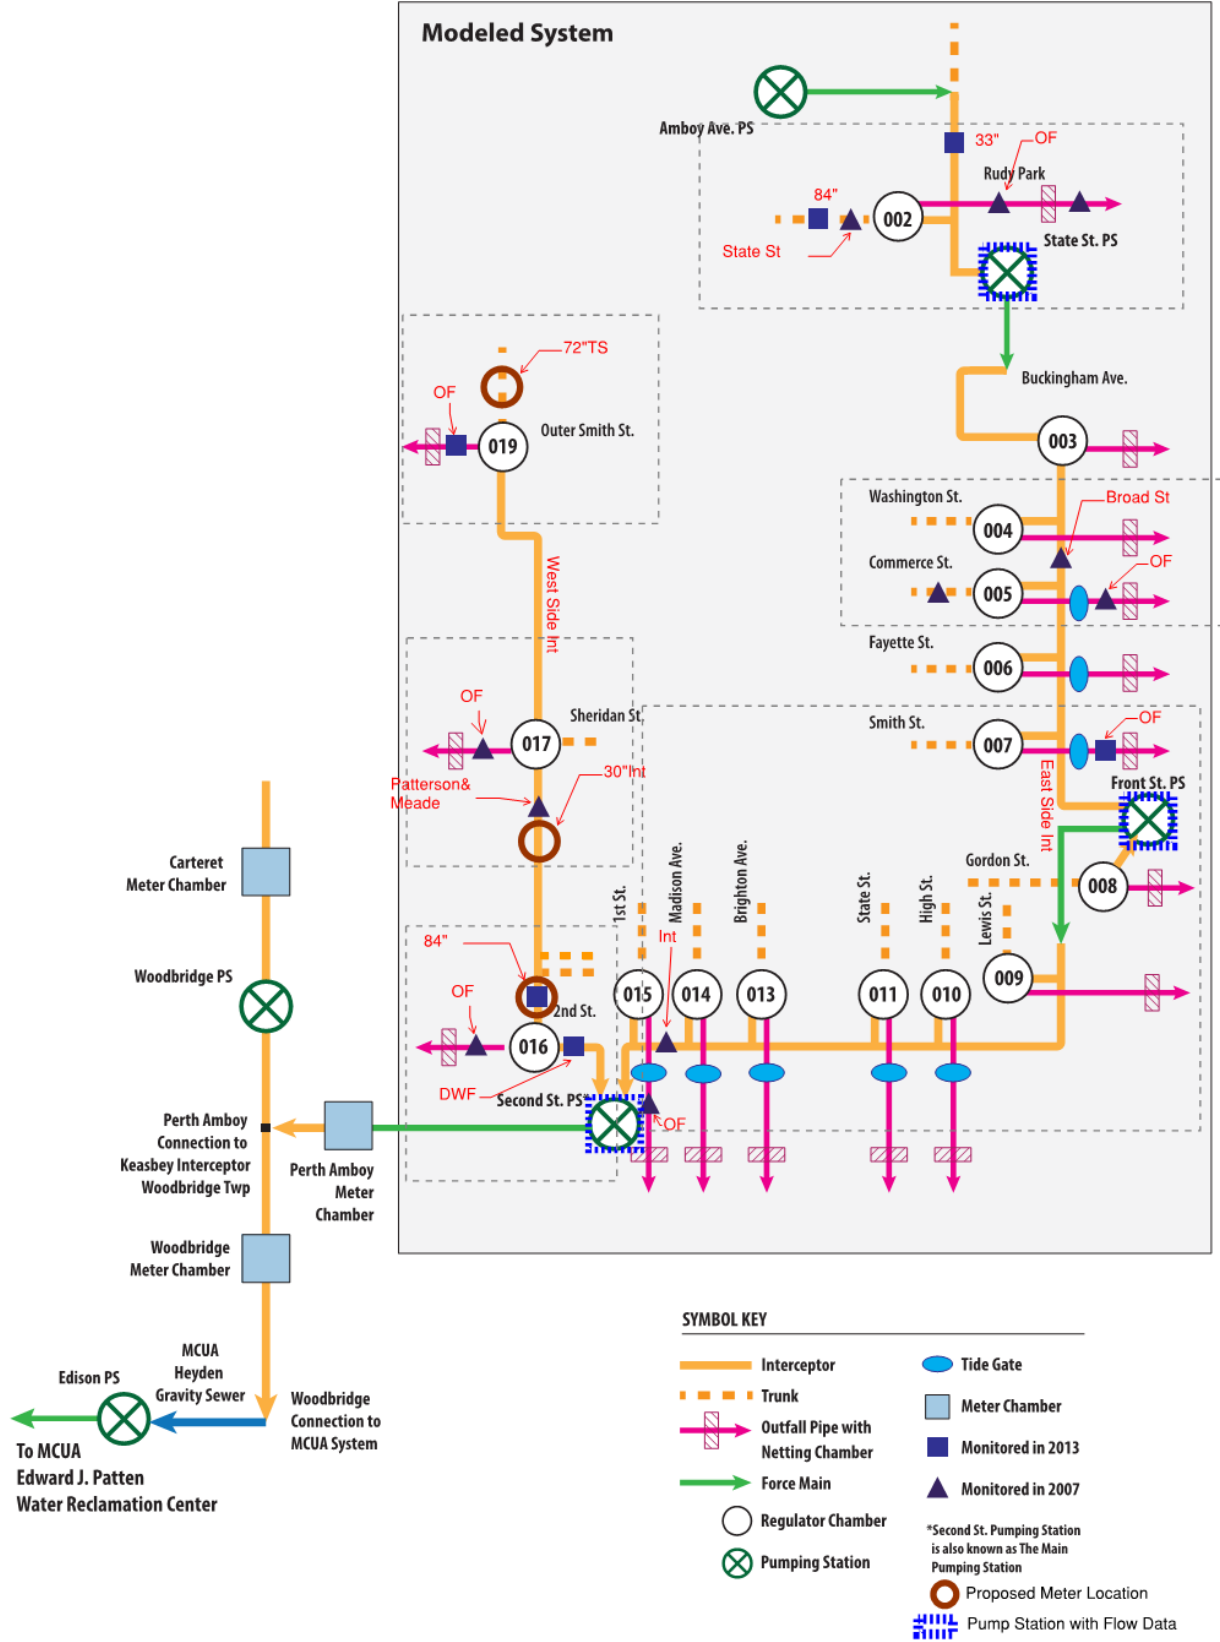 Modeled System
Amboy Ave. PS
33"
OF
Rudy Park
84"
002
State St
State St. PS
72"TS
Buckingham Ave.
OF
Outer Smith St.
019
003
Washington St.
Broad St
004
Commerce St.
OF
005
West Side Int
Fayette St.
006
OF
Sheridan St.
017
Smith St.
OF
007
30"Int
Patterson&
Meade
East Side Int
Front St. PS
Carteret
Meter Chamber
Gordon St.
008
1st St.
Madison Ave.
Brighton Ave.
State St.
High St.
Lewis St.
84"
Int
Woodbridge PS
OF
2nd St.
015
014
013
011
010
009
016
DWF
Second St. PS*
OF
Perth Amboy
Connection to
Keasbey Interceptor
Woodbridge Twp
Perth Amboy
Meter
Chamber
Woodbridge
Meter Chamber
MCUA
Heyden
Gravity Sewer
Edison PS
Woodbridge
Connection to
MCUA System
To MCUA
Edward J. Patten
Water Reclamation Center
SYMBOL KEY
Interceptor
Trunk
Outfall Pipe with
Netting Chamber
Force Main
Regulator Chamber
Pumping Station
Tide Gate
Meter Chamber
Monitored in 2013
Monitored in 2007
*Second St. Pumping Station
is also known as The Main
Pumping Station
Proposed Meter Location
Pump Station with Flow Data